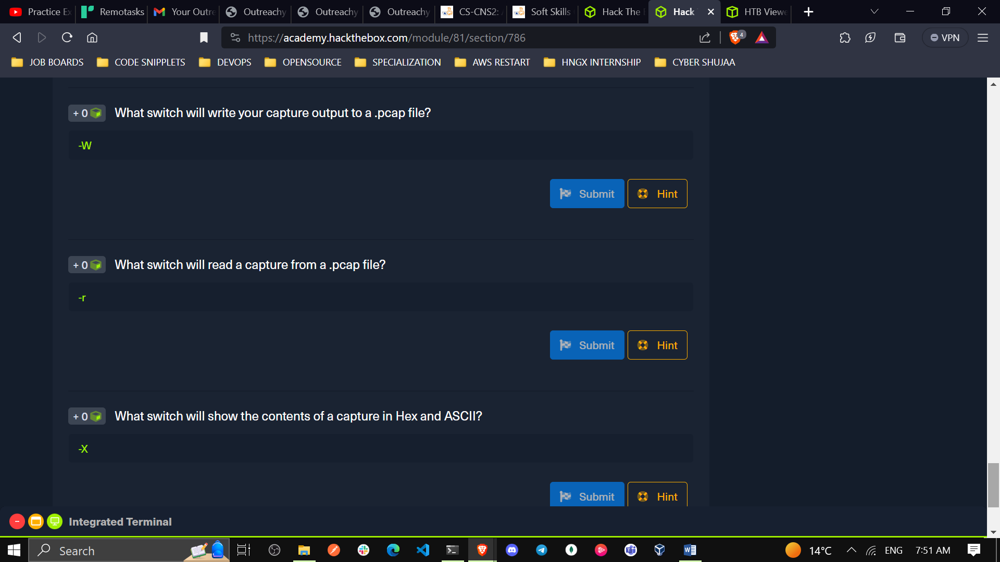 Practice Ex
Remotasks
Your Outre
Outreachy
Outreachy
Outreachy
CS-CNS2:
Soft Skills
Hack The
Hack
HTB Viewe
https://academy.hackthebox.com/module/81/section/786
4
VPN
JOB BOARDS
CODE SNIPPLETS
DEVOPS
OPENSOURCE
SPECIALIZATION
AWS RESTART
HNGX INTERNSHIP
CYBER SHUJAA
+ 0 What switch will write your capture output to a .pcap file?
-W
Submit
Hint
+ 0 What switch will read a capture from a .pcap file?
-r
Submit
Hint
+ 0 What switch will show the contents of a capture in Hex and ASCII?
-X
Submit
Hint
Integrated Terminal
Search
14°C
ENG
7:51 AM